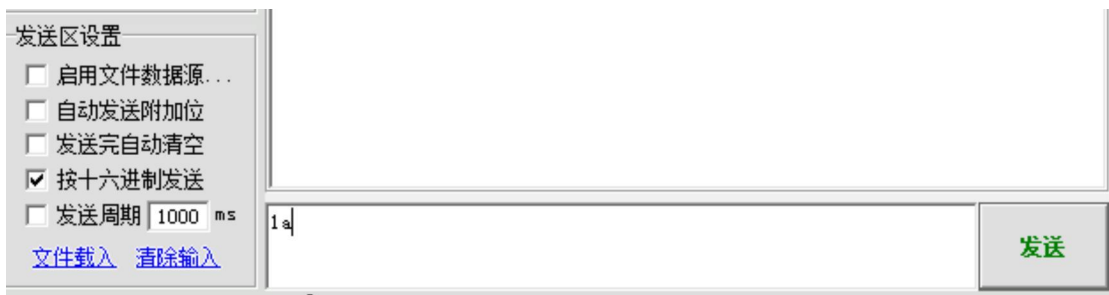 发送区设置
启用文件数据源...
自动发送附加位
发送完自动清空
按十六进制发送
发送周期 1000 ms
文件载入 清除输入
1a
发送